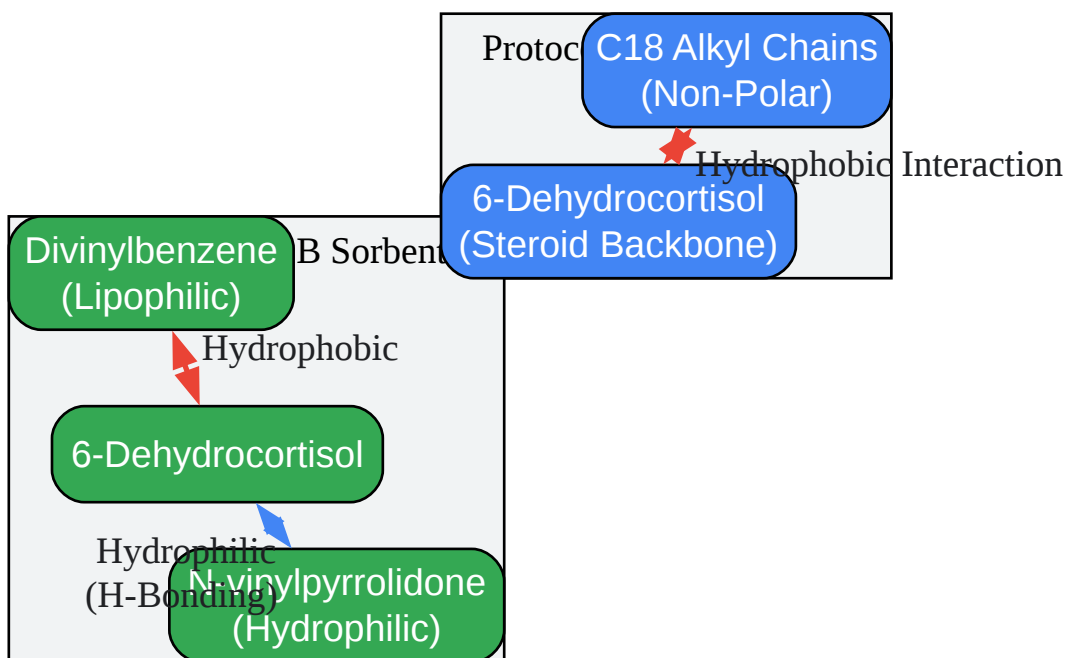 C18 Alkyl Chains
(Non-Polar)
Hydrophobic Interaction
6-Dehydrocortisol
(Steroid Backbone)
Divinylbenzene
(Lipophilic)
B Sorbent
Hydrophobic
6-Dehydrocortisol
Hydrophilic
(H-Bonding)
N-vinylpyrrolidone
(Hydrophilic)